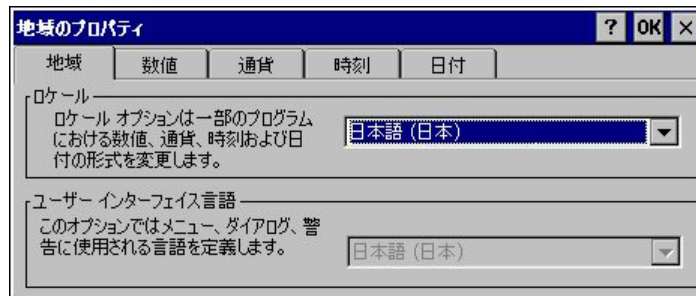 地域のプロパティ ? OK ×
地域 数値 通貨 時刻 日付
ロケール
ロケール オプションは一部のプログラム
における数値、通貨、時刻および日
付の形式を変更します。
日本語 (日本)
ユーザー インターフェイス言語
このオプションではメニュー、ダイアログ、警
告に使用される言語を定義します。
日本語 (日本)